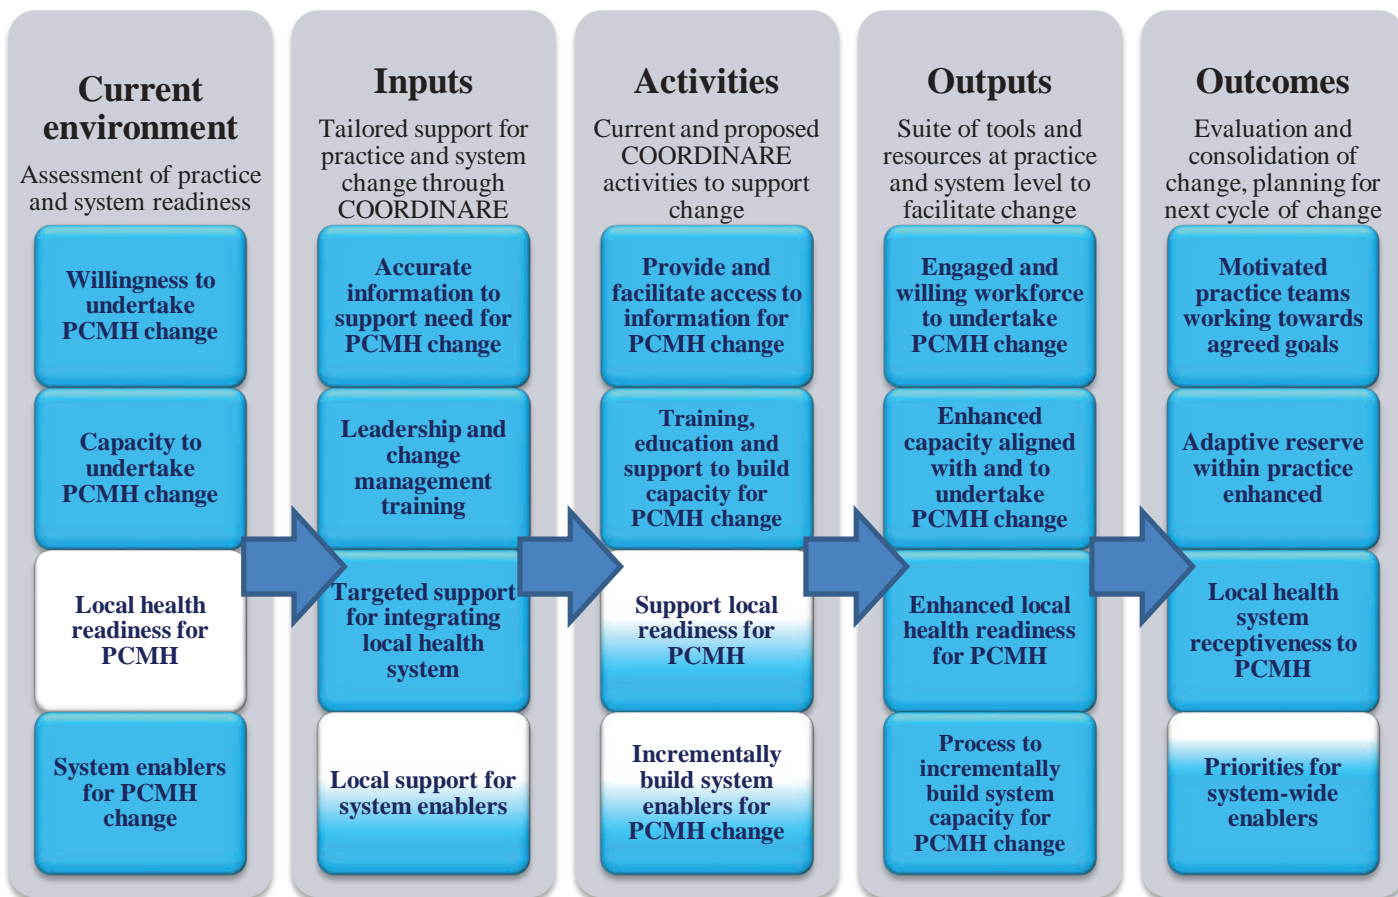 Current
environment
Assessment of practice
and system readiness
Willingness to
undertake
PCMH change
Capacity to
undertake
PCMH change
Local health
readiness for
PCMH
System enablers
for PCMH
change
Inputs
Tailored support for
practice and system
change through
COORDINARE
Accurate
information to
support need for
PCMH change
Leadership and
change
management
training
Targeted support
for integrating
local health
system
Local support for
system enablers
Activities
Current and proposed
COORDINARE
activities to support
change
Provide and
facilitate access to
information for
PCMH change
Training,
education and
support to build
capacity for
PCMH change
Support local
readiness for
PCMH
Incrementally
build system
enablers for
PCMH change
Outputs
Suite of tools and
resources at practice
and system level to
facilitate change
Engaged and
willing workforce
to undertake
PCMH change
Enhanced
capacity aligned
with and to
undertake
PCMH change
Enhanced local
health readiness
for PCMH
Process to
incrementally
build system
capacity for
PCMH change
Outcomes
Evaluation and
consolidation of
change, planning for
next cycle of change
Motivated
practice teams
working towards
agreed goals
Adaptive reserve
within practice
enhanced
Local health
system
receptiveness to
PCMH
Priorities for
system-wide
enablers